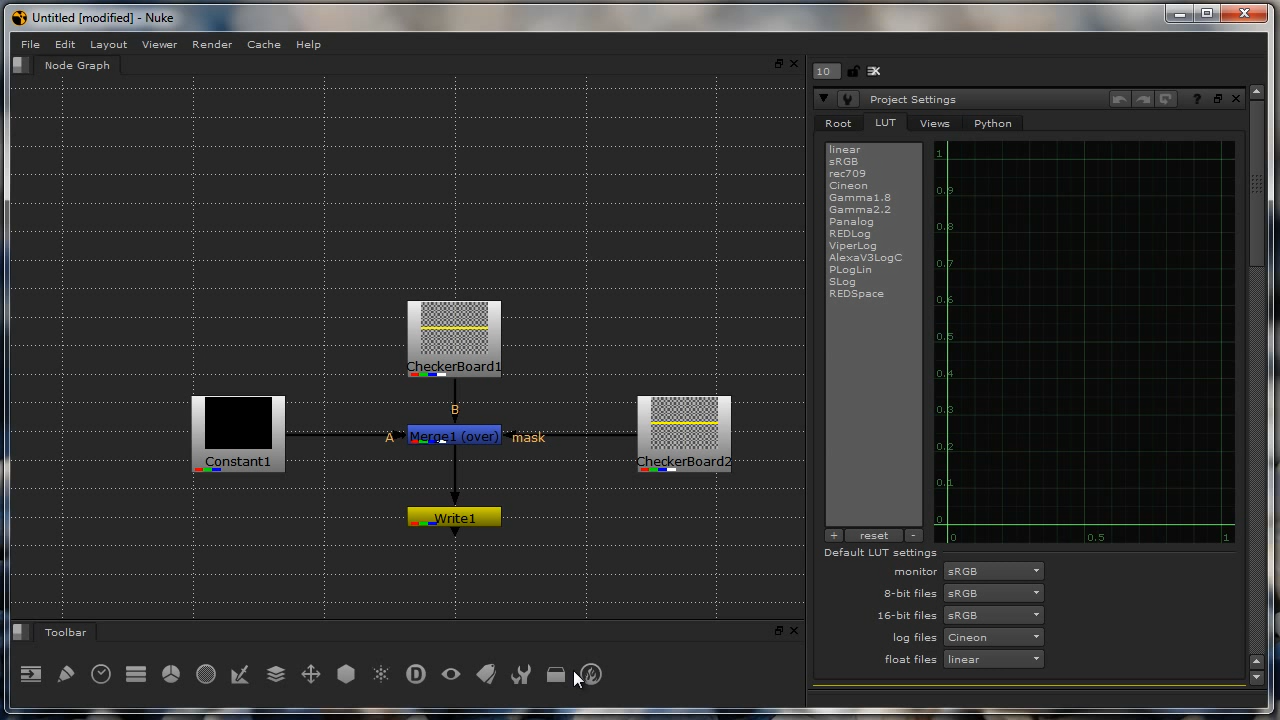 Untitled [modified] - Nuke
File Edit Layout Viewer Render Cache Help
Node Graph
CheckerBoard1
B
A
Merge1 (over)
mask
Constant1
CheckerBoard2
Write1
Toolbar
10
Project Settings
?
Root LUT Views Python
linear
sRGB
rec709
Cineon
Gamma1.8
Gamma2.2
Panalog
REDLog
ViperLog
AlexaV3LogC
PLogLin
SLog
REDSpace
+ reset -
1
0.9
0.8
0.7
0.6
0.5
0.4
0.3
0.2
0.1
0
0 0.5 1
Default LUT settings
monitor sRGB
8-bit files sRGB
16-bit files sRGB
log files Cineon
float files linear